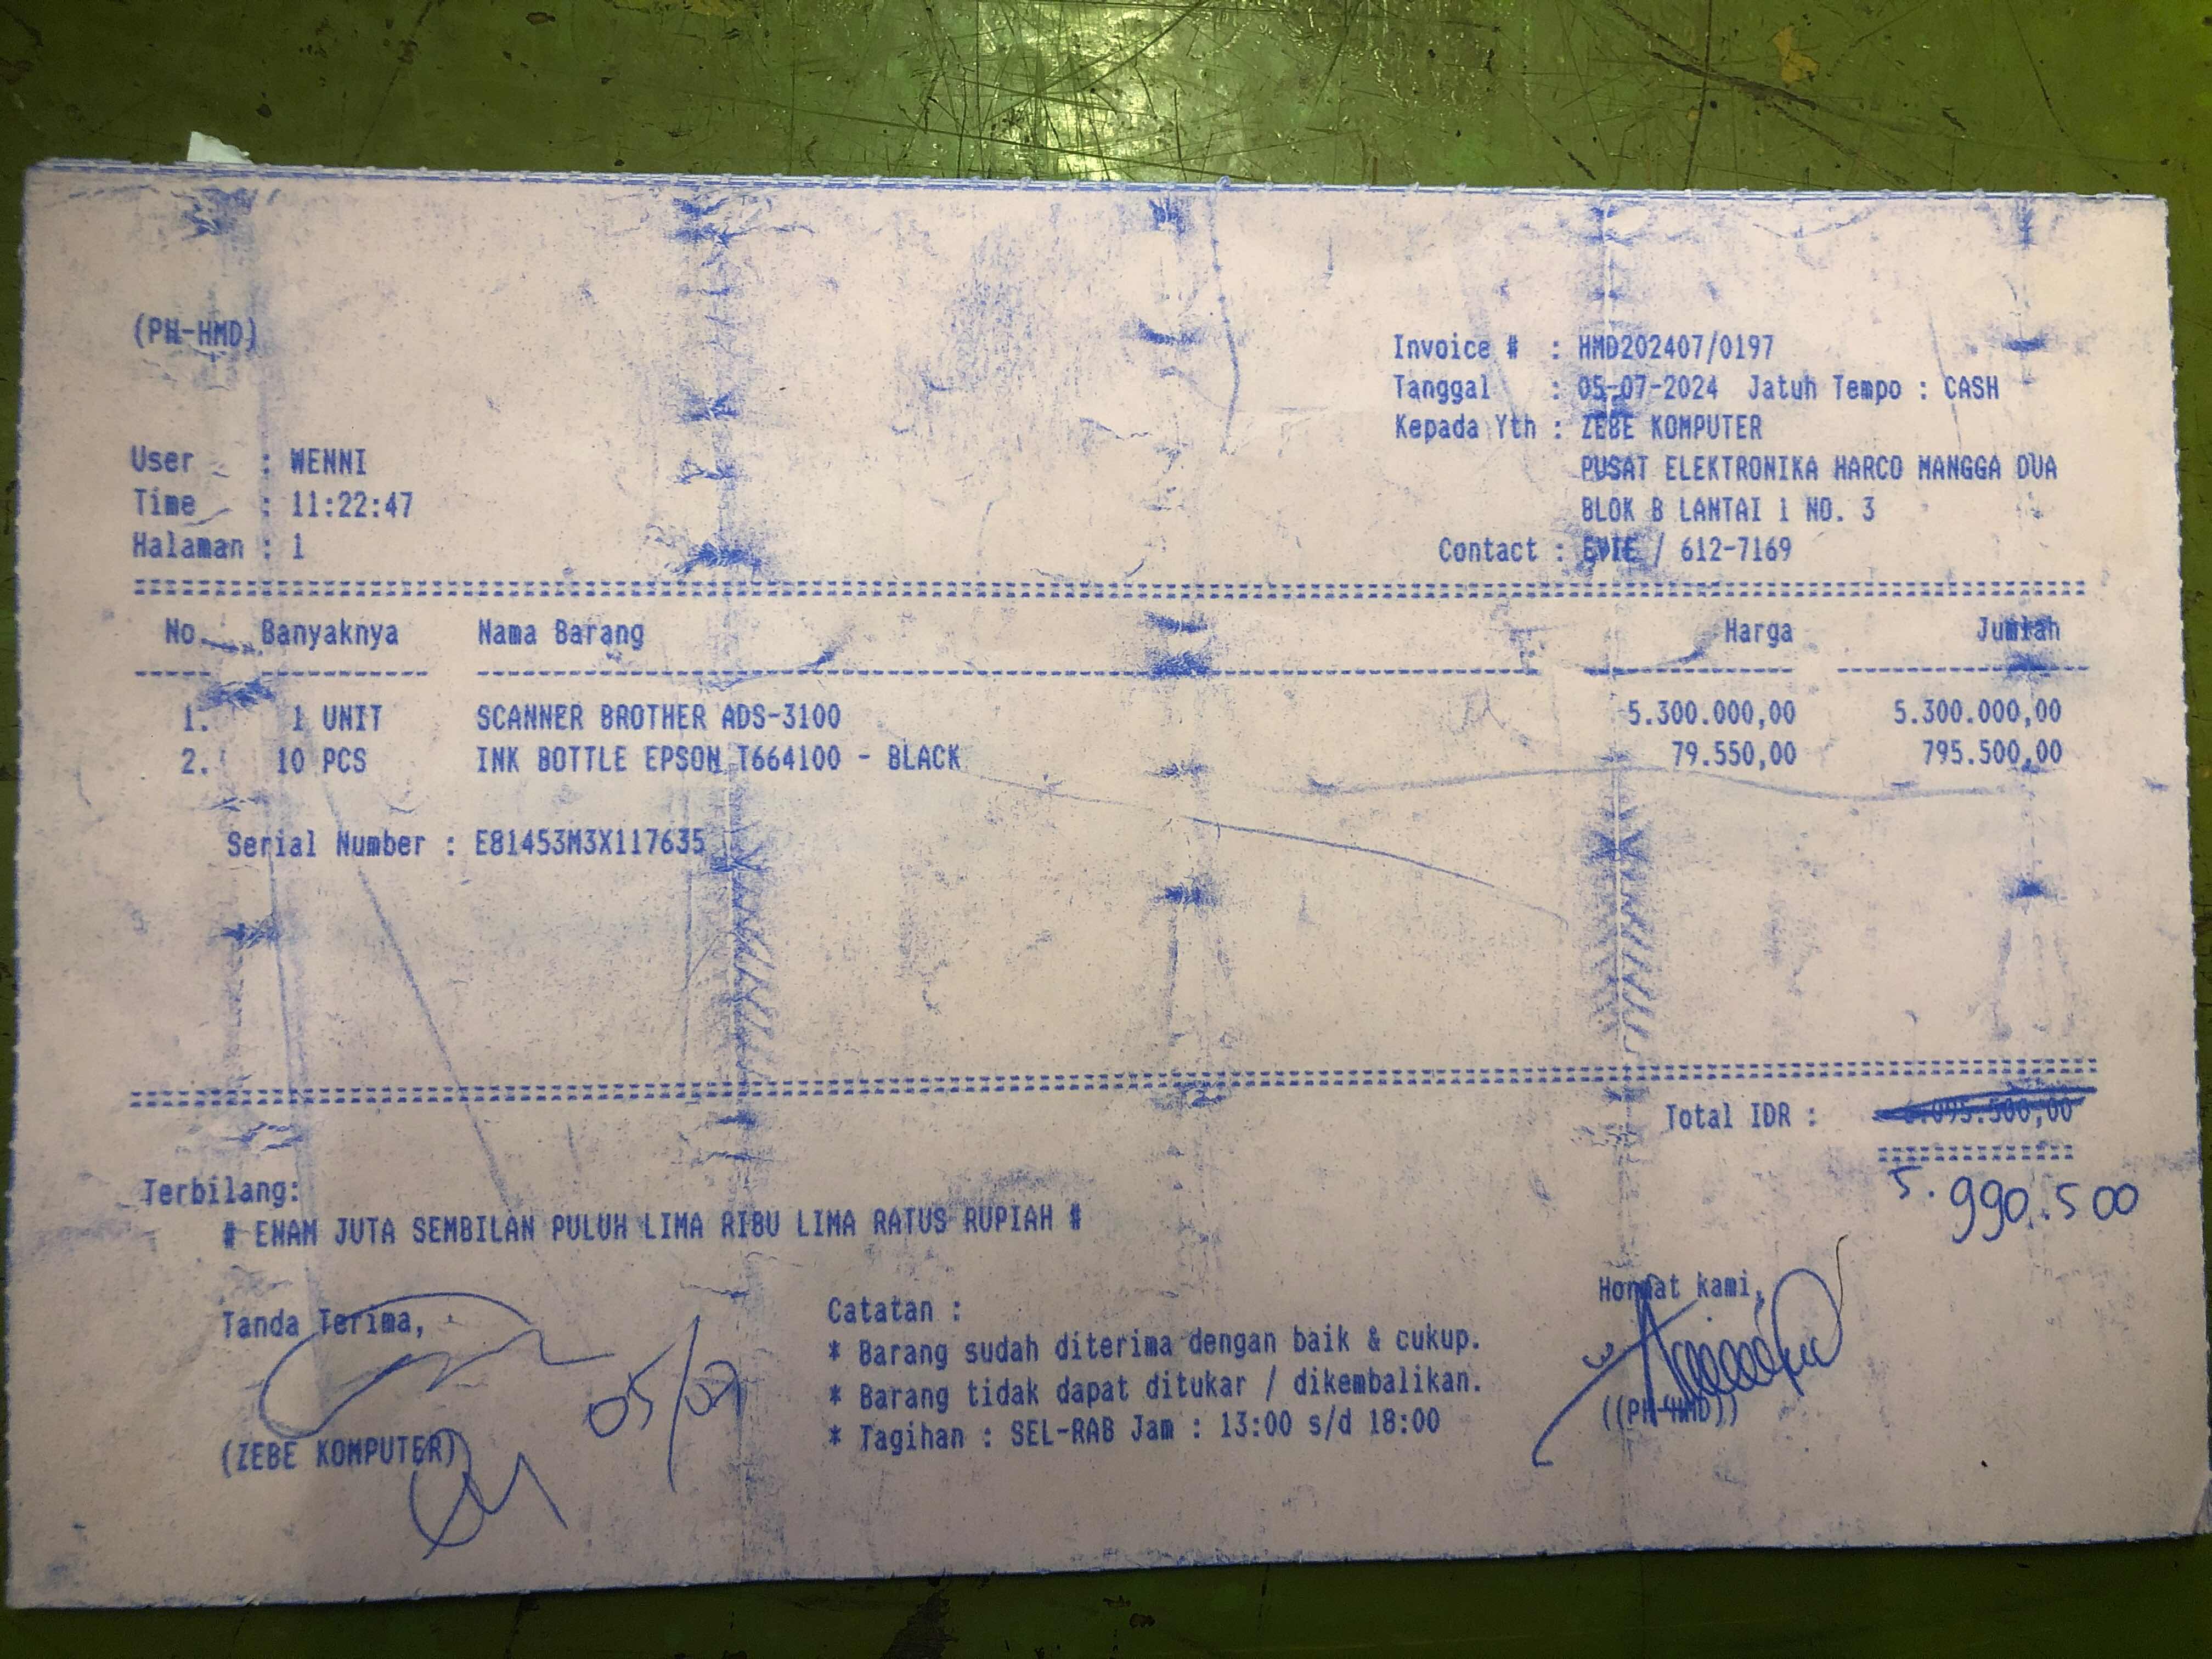 (PH-HMD)
Invoice # : HMD202407/0197
Tanggal : 05-07-2024 Jatuh Tempo : CASH
Kepada Yth : ZEBE KOMPUTER
PUSAT ELEKTRONIKA HARCO MANGGA DUA
BLOK B LANTAI 1 NO. 3
Contact : EVIE / 612-7169
User : WENNI
Time : 11:22:47
Halaman : 1
No. Banyaknya Nama Barang Harga Jumlah
1. 1 UNIT SCANNER BROTHER ADS-3100 5.300.000,00 5.300.000,00
2. 10 PCS INK BOTTLE EPSON T664100 - BLACK 79.550,00 795.500,00
Serial Number : E81453M3X117635
Total IDR : 6.095.500,00
5.990.500
Terbilang:
# ENAM JUTA SEMBILAN PULUH LIMA RIBU LIMA RATUS RUPIAH #
Tanda Terima,
05/07
(ZEBE KOMPUTER)
Catatan :
* Barang sudah diterima dengan baik & cukup.
* Barang tidak dapat ditukar / dikembalikan.
* Tagihan : SEL-RAB Jam : 13:00 s/d 18:00
Hormat kami,
((PH-HMD))